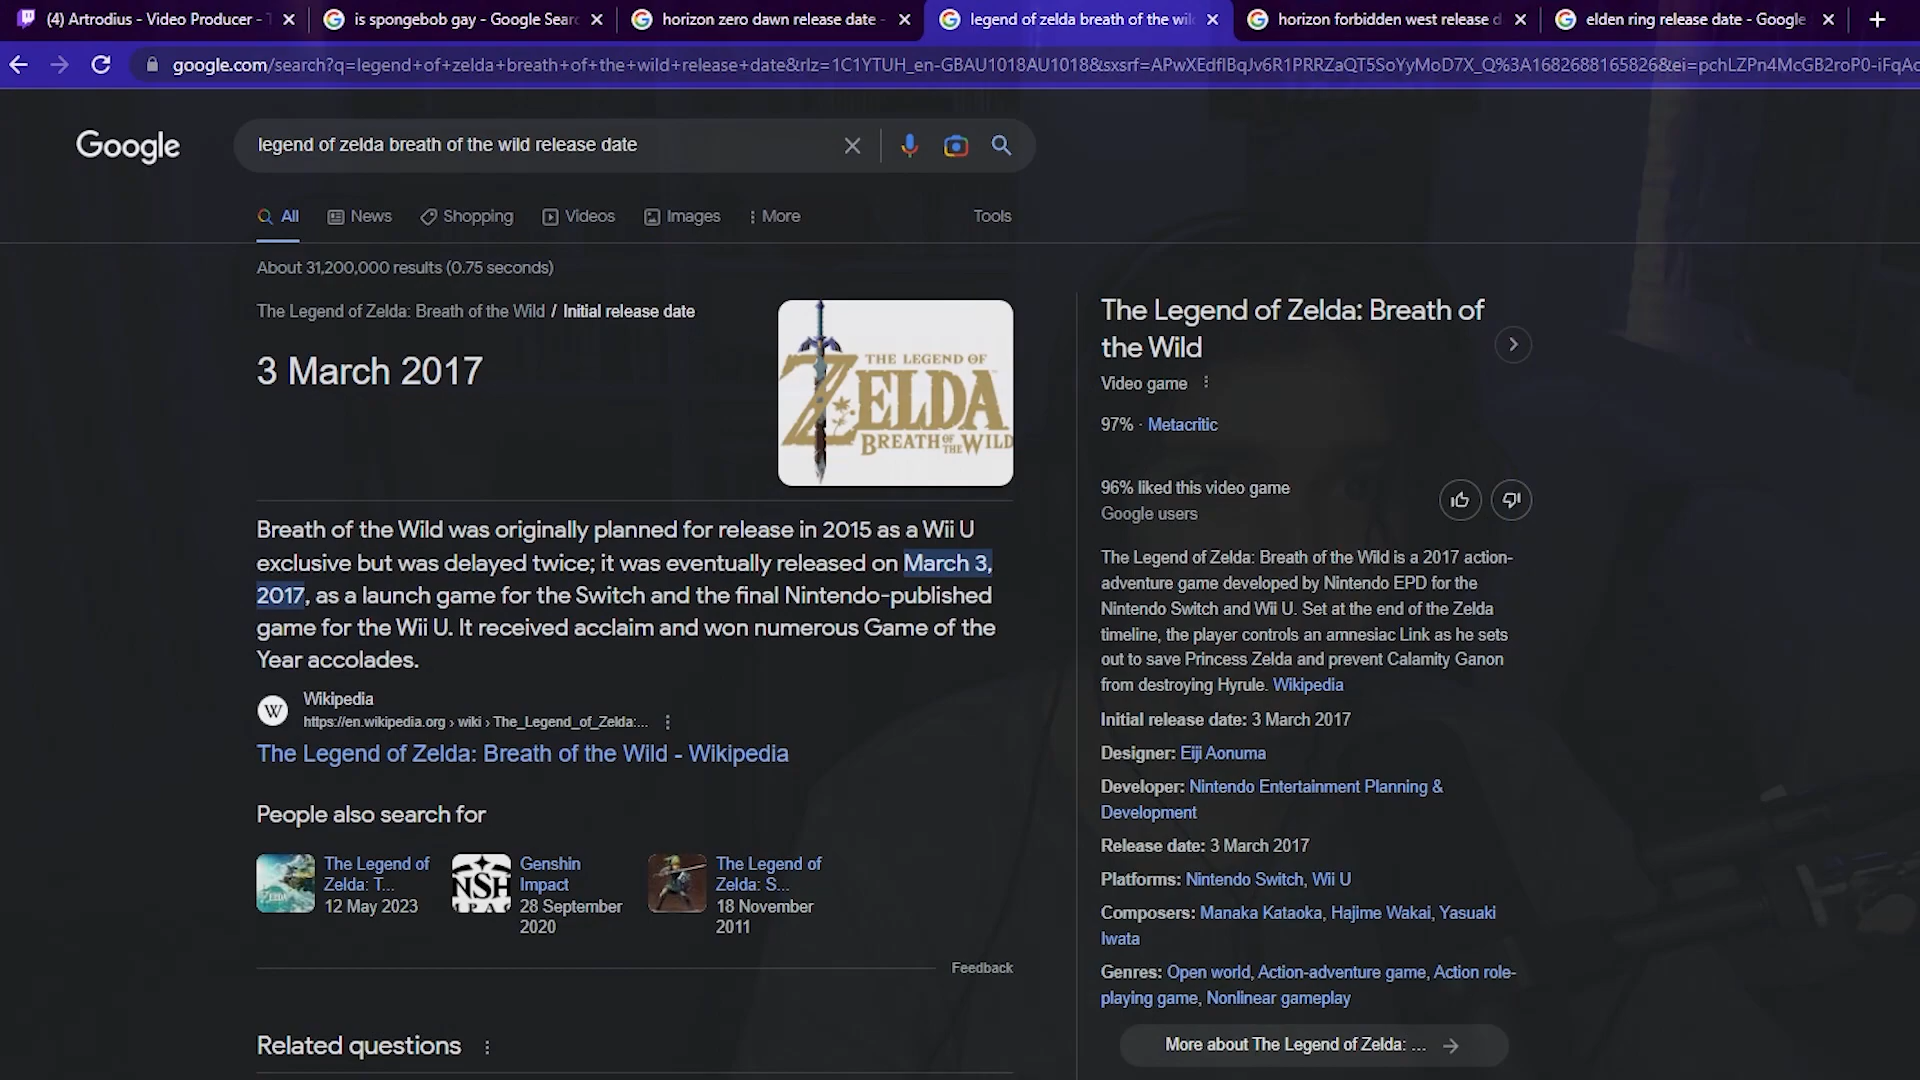 (4) Artrodius - Video Producer - T
is spongebob gay - Google Searc
horizon zero dawn release date -
legend of zelda breath of the wil
horizon forbidden west release d
elden ring release date - Google
google.com/search?q=legend+of+zelda+breath+of+the+wild+release+date&rlz=1C1YTUH_en-GBAU1018AU1018&sxsrf=APwXEdflBqJv6R1PRRZaQT5SoYyMoD7X_Q%3A1682688165826&ei=pchLZPn4McGB2roP0-iFqAc
Google
legend of zelda breath of the wild release date
All
News
Shopping
Videos
Images
More
Tools
About 31,200,000 results (0.75 seconds)
The Legend of Zelda: Breath of the Wild / Initial release date
3 March 2017
THE LEGEND OF
ZELDA
BREATH OF THE WILD
Breath of the Wild was originally planned for release in 2015 as a Wii U
exclusive but was delayed twice; it was eventually released on March 3,
2017, as a launch game for the Switch and the final Nintendo-published
game for the Wii U. It received acclaim and won numerous Game of the
Year accolades.
W
Wikipedia
https://en.wikipedia.org › wiki › The_Legend_of_Zelda:...
The Legend of Zelda: Breath of the Wild - Wikipedia
People also search for
The Legend of
Zelda: T...
12 May 2023
Genshin
Impact
28 September
2020
The Legend of
Zelda: S...
18 November
2011
Feedback
Related questions
The Legend of Zelda: Breath of
the Wild
Video game
97% · Metacritic
96% liked this video game
Google users
The Legend of Zelda: Breath of the Wild is a 2017 action-
adventure game developed by Nintendo EPD for the
Nintendo Switch and Wii U. Set at the end of the Zelda
timeline, the player controls an amnesiac Link as he sets
out to save Princess Zelda and prevent Calamity Ganon
from destroying Hyrule. Wikipedia
Initial release date: 3 March 2017
Designer: Eiji Aonuma
Developer: Nintendo Entertainment Planning &
Development
Release date: 3 March 2017
Platforms: Nintendo Switch, Wii U
Composers: Manaka Kataoka, Hajime Wakai, Yasuaki
Iwata
Genres: Open world, Action-adventure game, Action role-
playing game, Nonlinear gameplay
More about The Legend of Zelda: ...